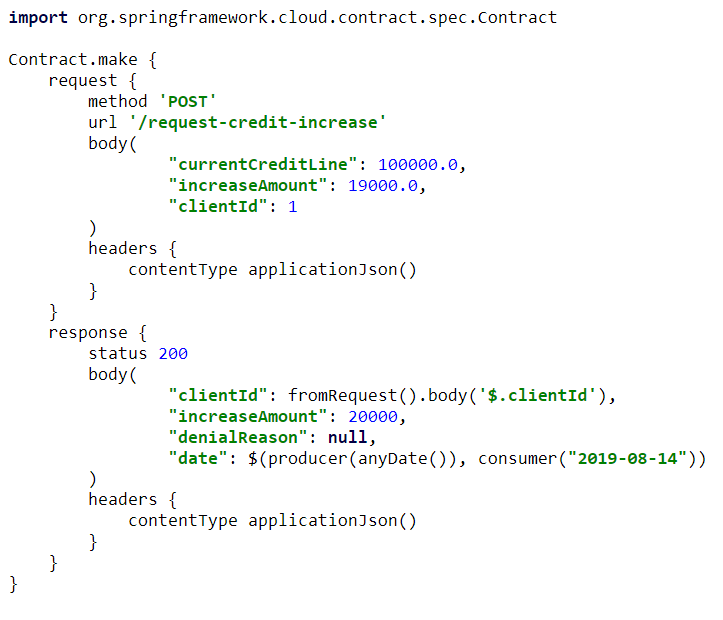 import org.springframework.cloud.contract.spec.Contract

Contract.make {
    request {
        method 'POST'
        url '/request-credit-increase'
        body(
                "currentCreditLine": 100000.0,
                "increaseAmount": 19000.0,
                "clientId": 1
        )
        headers {
            contentType applicationJson()
        }
    }
    response {
        status 200
        body(
                "clientId": fromRequest().body('$.clientId'),
                "increaseAmount": 20000,
                "denialReason": null,
                "date": $(producer(anyDate()), consumer("2019-08-14"))
        )
        headers {
            contentType applicationJson()
        }
    }
}